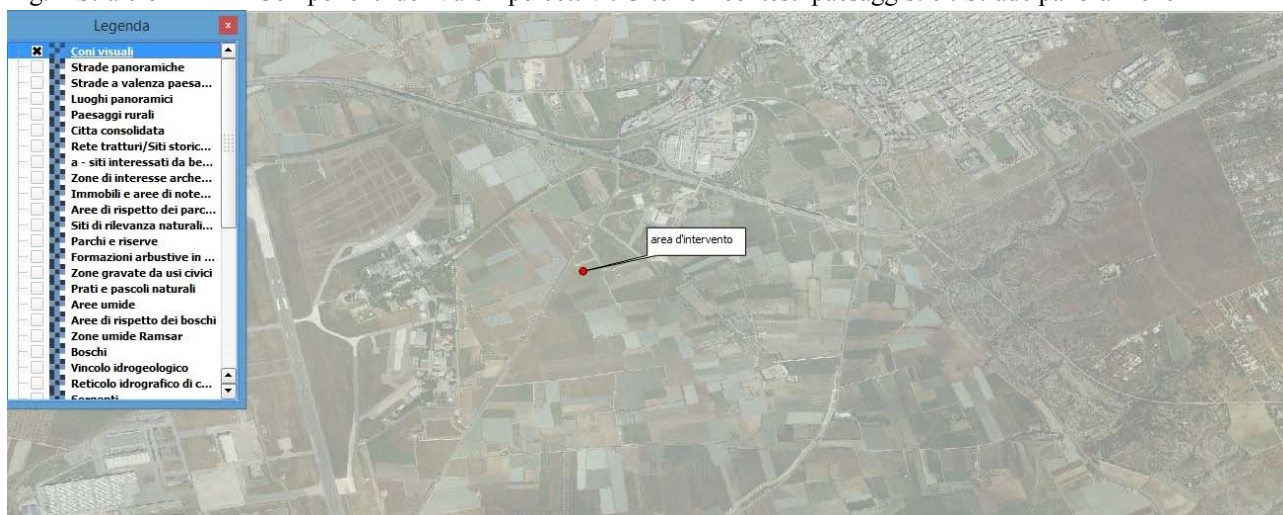 Legenda
x
Coni visuali
Strade panoramiche
Strade a valenza paesa...
Luoghi panoramici
Paesaggi rurali
Citta consolidata
Rete tratturi/Siti storic...
a - siti interessati da be...
Zone di interesse arche...
Immobili e aree di note...
Aree di rispetto dei parc...
Siti di rilevanza naturali...
Parchi e riserve
Formazioni arbustive in ...
Zone gravate da usi civici
Prati e pascoli naturali
Aree umide
Aree di rispetto dei boschi
Zone umide Ramsar
Boschi
Vincolo idrogeologico
Reticolo idrografico di c...
Sorgenti
area d'intervento